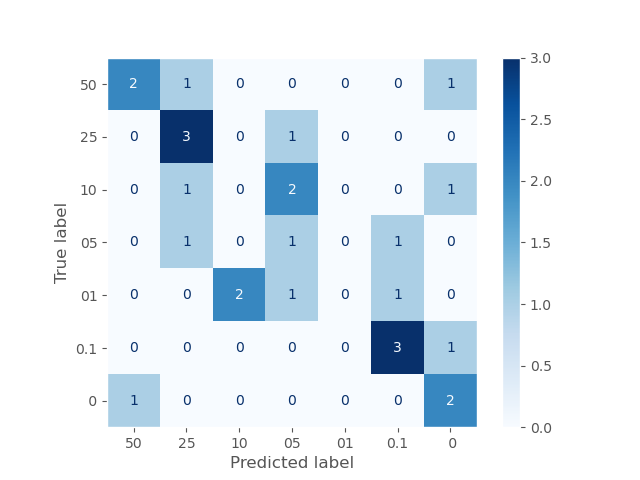 50 2 1 0 0 0 0 1
25 0 3 0 1 0 0 0
10 0 1 0 2 0 0 1
05 0 1 0 1 0 1 0
01 0 0 2 1 0 1 0
0.1 0 0 0 0 0 3 1
0 1 0 0 0 0 0 2
50 25 10 05 01 0.1 0
Predicted label
True label
3.0
2.5
2.0
1.5
1.0
0.5
0.0